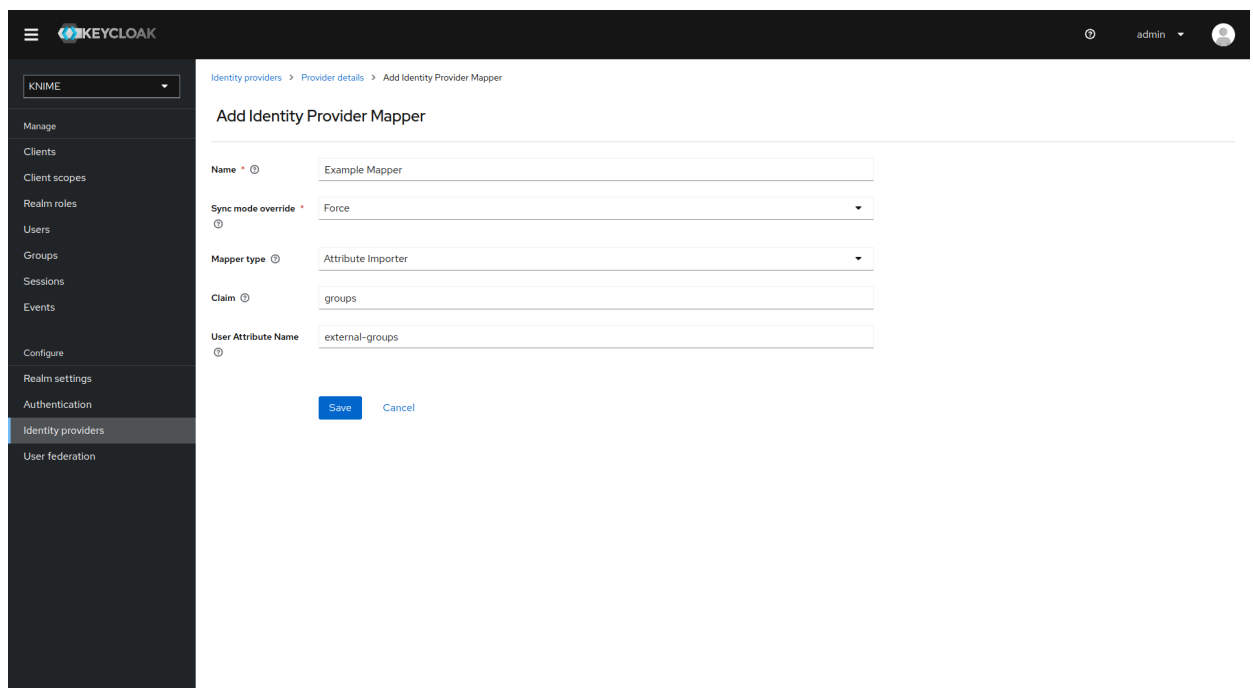 KEYCLOAK
admin
KNIME
Manage
Clients
Client scopes
Realm roles
Users
Groups
Sessions
Events
Configure
Realm settings
Authentication
Identity providers
User federation
Identity providers > Provider details > Add Identity Provider Mapper
Add Identity Provider Mapper
Name * Example Mapper
Sync mode override * Force
Mapper type Attribute Importer
Claim groups
User Attribute Name external-groups
Save Cancel